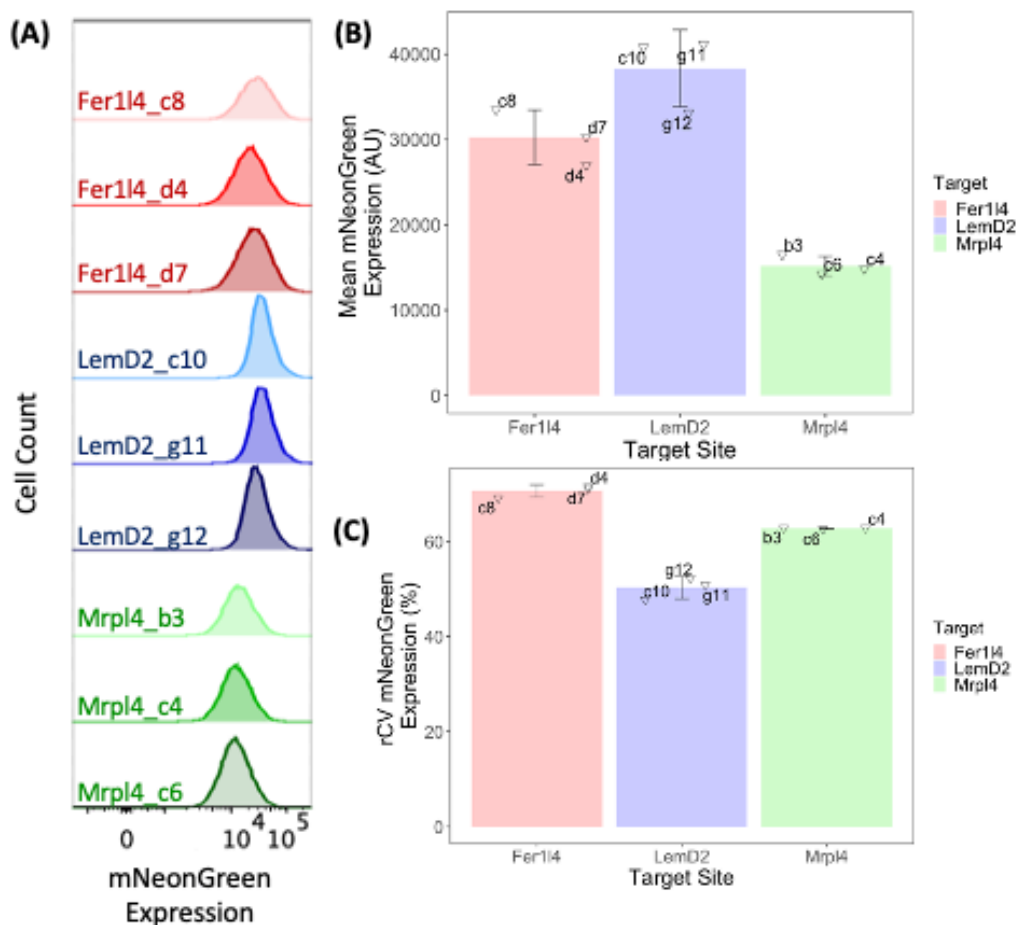 (A)
Fer1l4_c8
Fer1l4_d4
Fer1l4_d7
LemD2_c10
LemD2_g11
LemD2_g12
Mrpl4_b3
Mrpl4_c4
Mrpl4_c6
Cell Count
0 10^4 10^5
mNeonGreen
Expression
(B)
Mean mNeonGreen
Expression (AU)
40000
30000
20000
10000
0
c8
d7
d4
c10
g11
g12
b3
c6
c4
Fer1l4 LemD2 Mrpl4
Target Site
Target
Fer1l4
LemD2
Mrpl4
(C)
rCV mNeonGreen
Expression (%)
60
40
20
0
c8
d4
d7
g12
c10
g11
b3
c6
c4
Fer1l4 LemD2 Mrpl4
Target Site
Target
Fer1l4
LemD2
Mrpl4